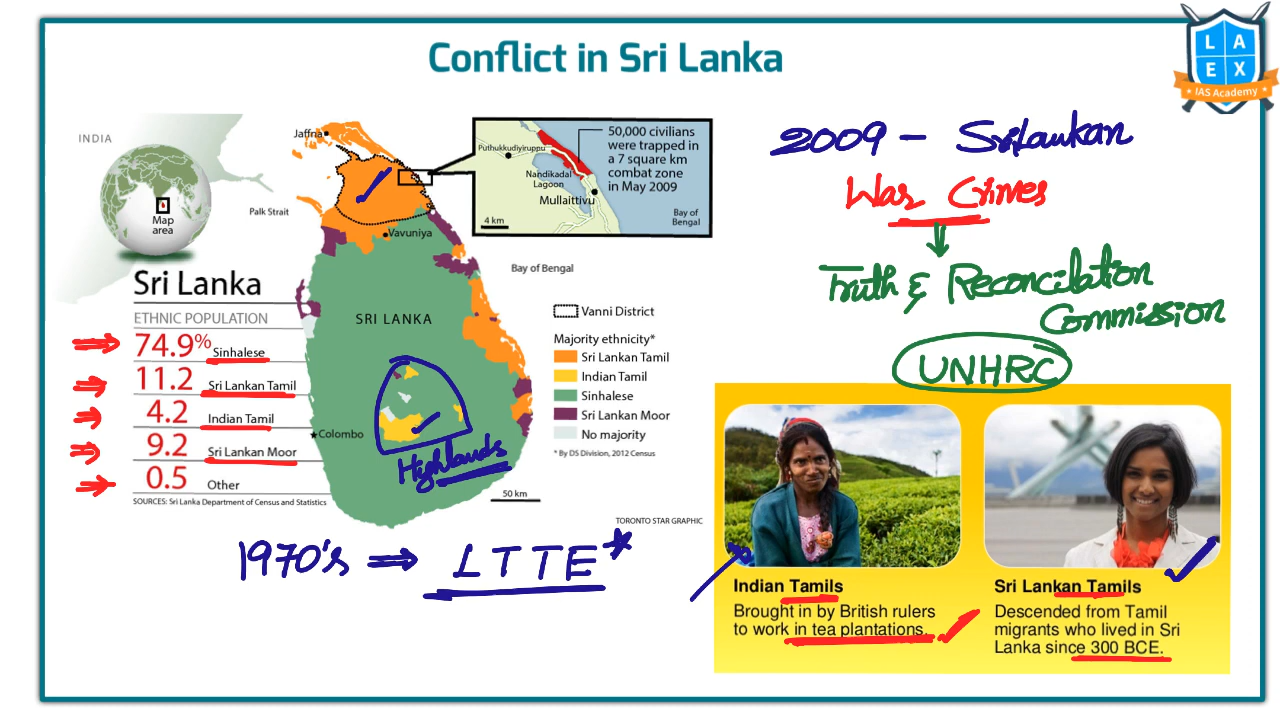 Conflict in Sri Lanka
L A
E X
IAS Academy
INDIA
Map
area
Palk Strait
Jaffna
Vavuniya
Puthukkudiyiruppu
Nandikadal
Lagoon
Mullaittivu
4 km
Bay of
Bengal
50,000 civilians
were trapped in
a 7 square km
combat zone
in May 2009
Bay of Bengal
SRI LANKA
Colombo
Highlands
50 km
Sri Lanka
ETHNIC POPULATION
74.9% Sinhalese
11.2 Sri Lankan Tamil
4.2 Indian Tamil
9.2 Sri Lankan Moor
0.5 Other
SOURCES: Sri Lanka Department of Census and Statistics
Vanni District
Majority ethnicity*
Sri Lankan Tamil
Indian Tamil
Sinhalese
Sri Lankan Moor
No majority
* By DS Division, 2012 Census
TORONTO STAR GRAPHIC
1970's ⇒ LTTE*
2009 - Srilankan
War Crimes
Truth & Reconcilation
Commission
UNHRC
Indian Tamils
Brought in by British rulers
to work in tea plantations.
Sri Lankan Tamils
Descended from Tamil
migrants who lived in Sri
Lanka since 300 BCE.